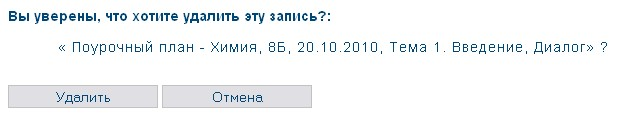 Вы уверены, что хотите удалить эту запись?:
« Поурочный план - Химия, 8Б, 20.10.2010, Тема 1. Введение, Диалог» ?
Удалить Отмена